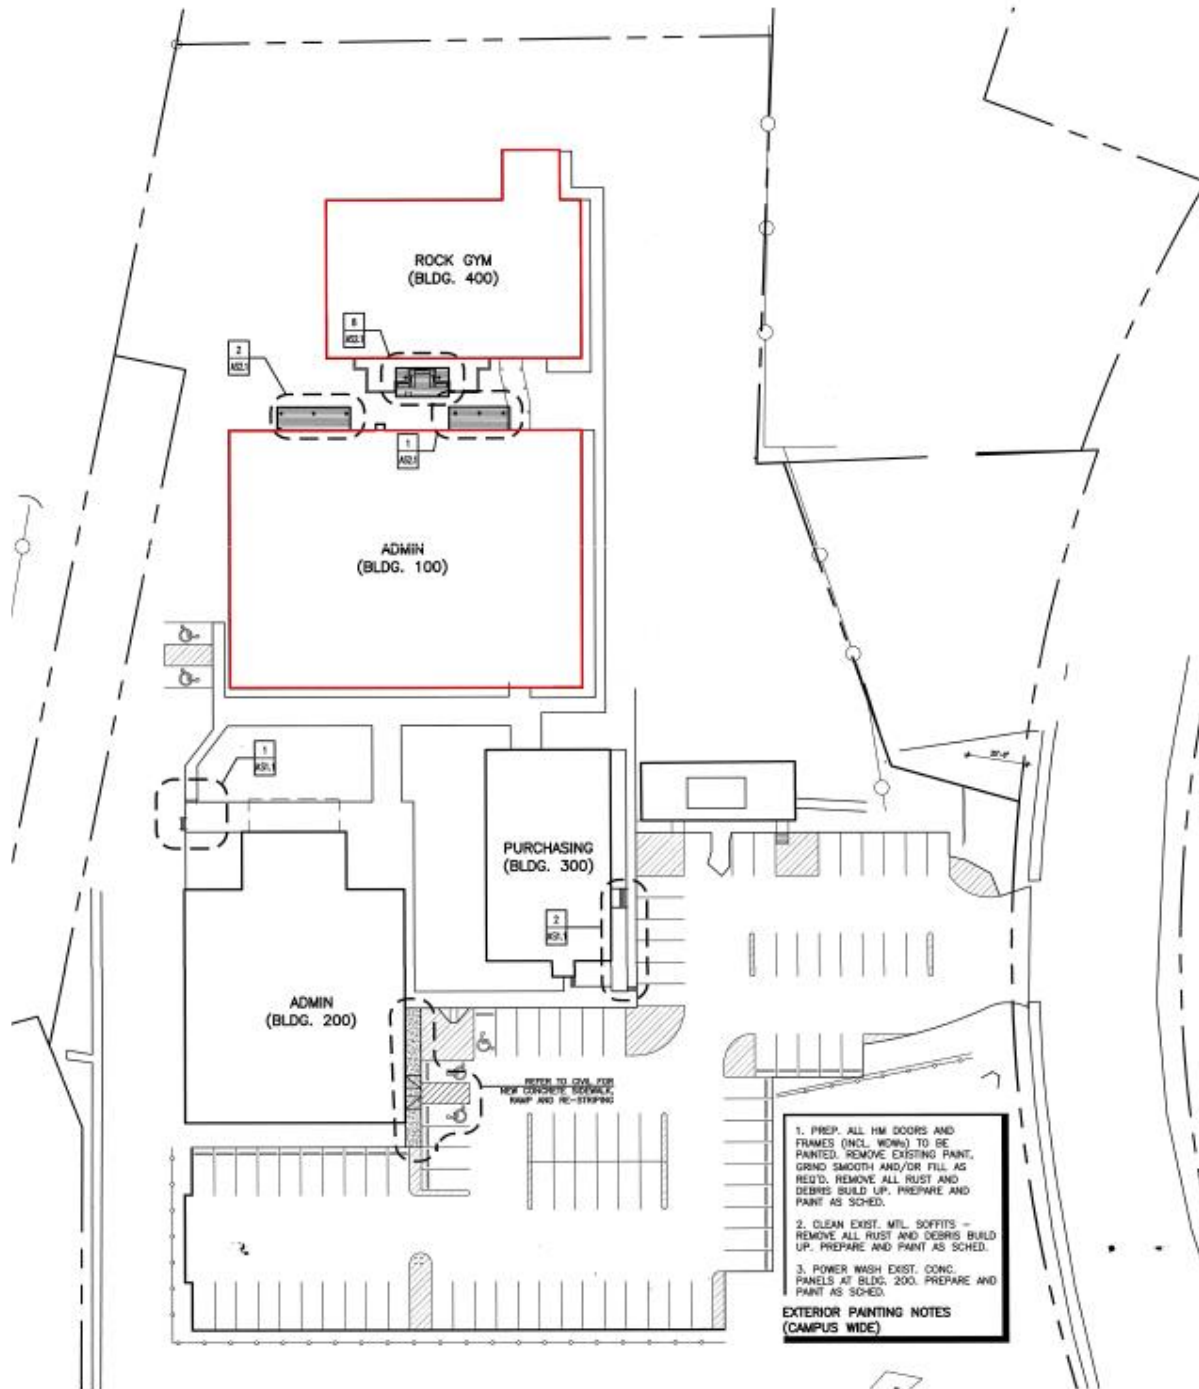 ROCK GYM
(BLDG. 400)
2
AS2.1
1
AS2.1
ADMIN
(BLDG. 100)
1
AS1.1
PURCHASING
(BLDG. 300)
2
AS1.1
ADMIN
(BLDG. 200)
REFER TO CIVIL FOR
NEW CONCRETE SIDEWALK,
RAMP AND RE-STRIPING
1. PREP. ALL HM DOORS AND
FRAMES (INCL. WDWs) TO BE
PAINTED. REMOVE EXISTING PAINT,
GRIND SMOOTH AND/OR FILL AS
REQ'D. REMOVE ALL RUST AND
DEBRIS BUILD UP. PREPARE AND
PAINT AS SCHED.
2. CLEAN EXIST. MTL. SOFFITS –
REMOVE ALL RUST AND DEBRIS BUILD
UP. PREPARE AND PAINT AS SCHED.
3. POWER WASH EXIST. CONC.
PANELS AT BLDG. 200. PREPARE AND
PAINT AS SCHED.
EXTERIOR PAINTING NOTES
(CAMPUS WIDE)